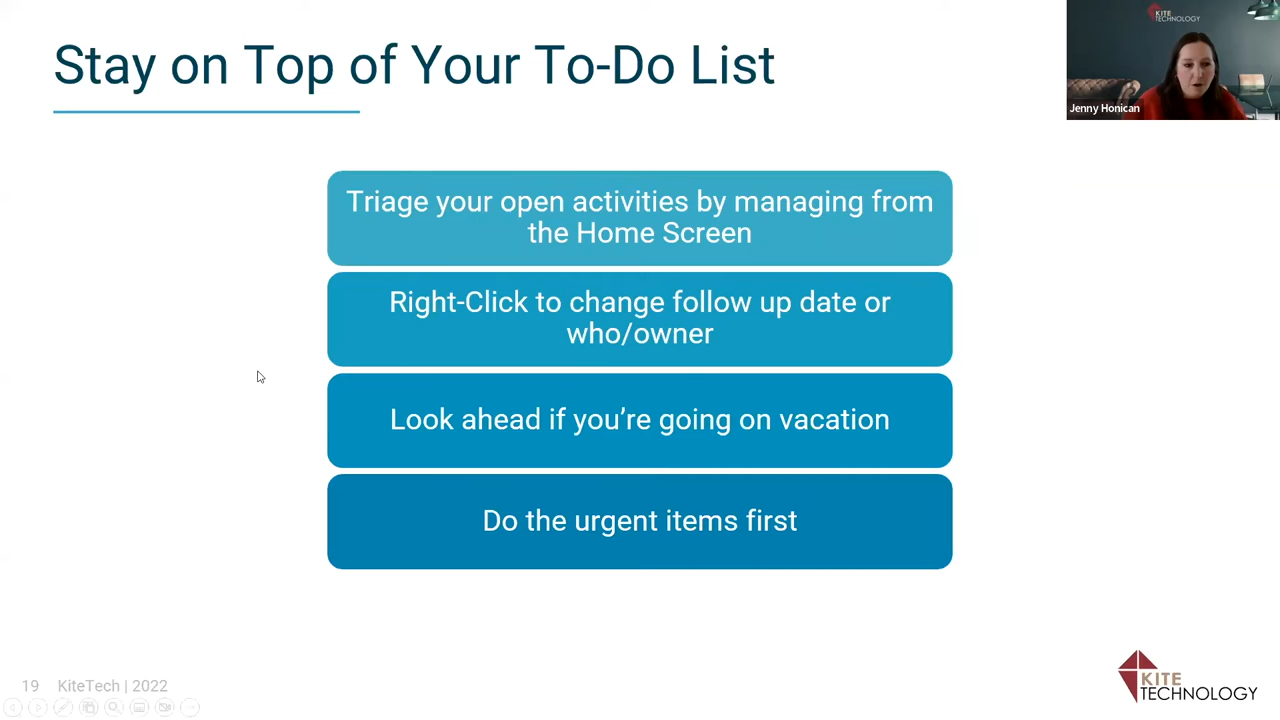 Stay on Top of Your To-Do List
KITE
TECHNOLOGY
Jenny Honican
Triage your open activities by managing from
the Home Screen
Right-Click to change follow up date or
who/owner
Look ahead if you’re going on vacation
Do the urgent items first
19 KiteTech | 2022
KITE
TECHNOLOGY